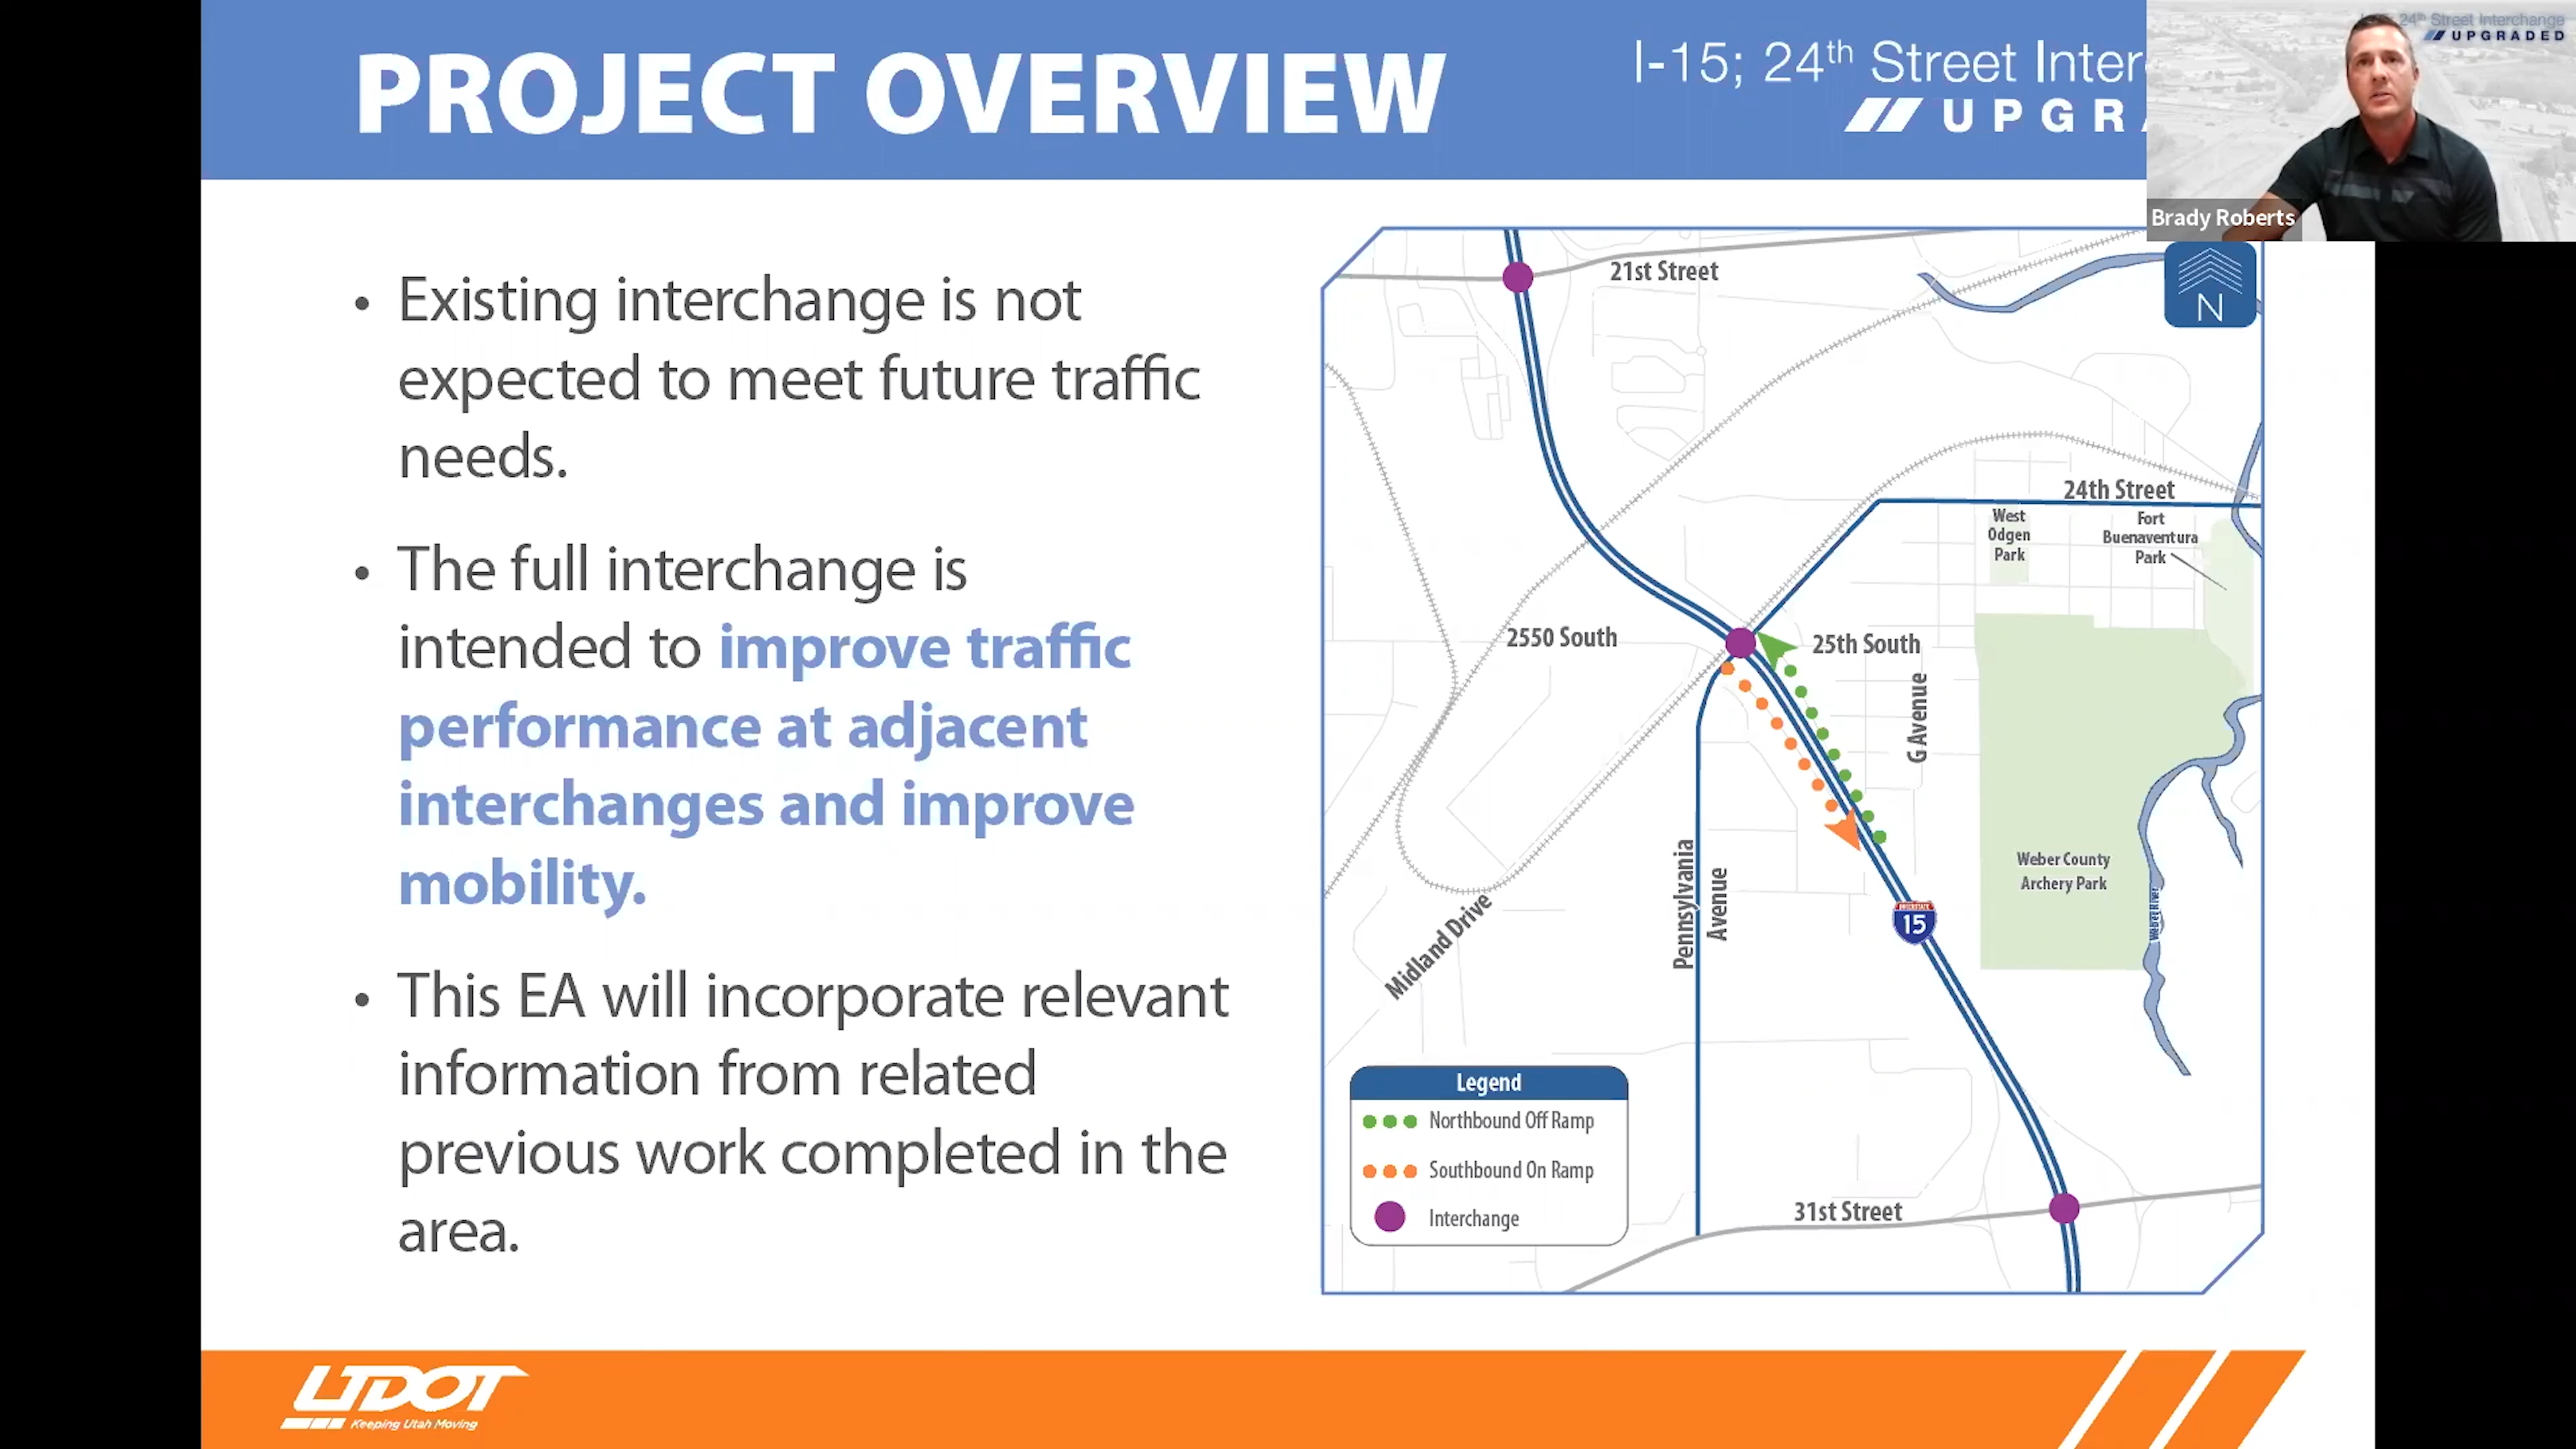 PROJECT OVERVIEW
I-15; 24th Street Inter
UPGR
24th Street Interchange
UPGRADED
Brady Roberts
• Existing interchange is not
expected to meet future traffic
needs.
• The full interchange is
intended to improve traffic
performance at adjacent
interchanges and improve
mobility.
• This EA will incorporate relevant
information from related
previous work completed in the
area.
21st Street
N
24th Street
West
Odgen
Park
Fort
Buenaventura
Park
2550 South
25th South
G Avenue
Pennsylvania
Avenue
Midland Drive
Weber County
Archery Park
Weber River
INTERSTATE
15
31st Street
Legend
Northbound Off Ramp
Southbound On Ramp
Interchange
UDOT
Keeping Utah Moving